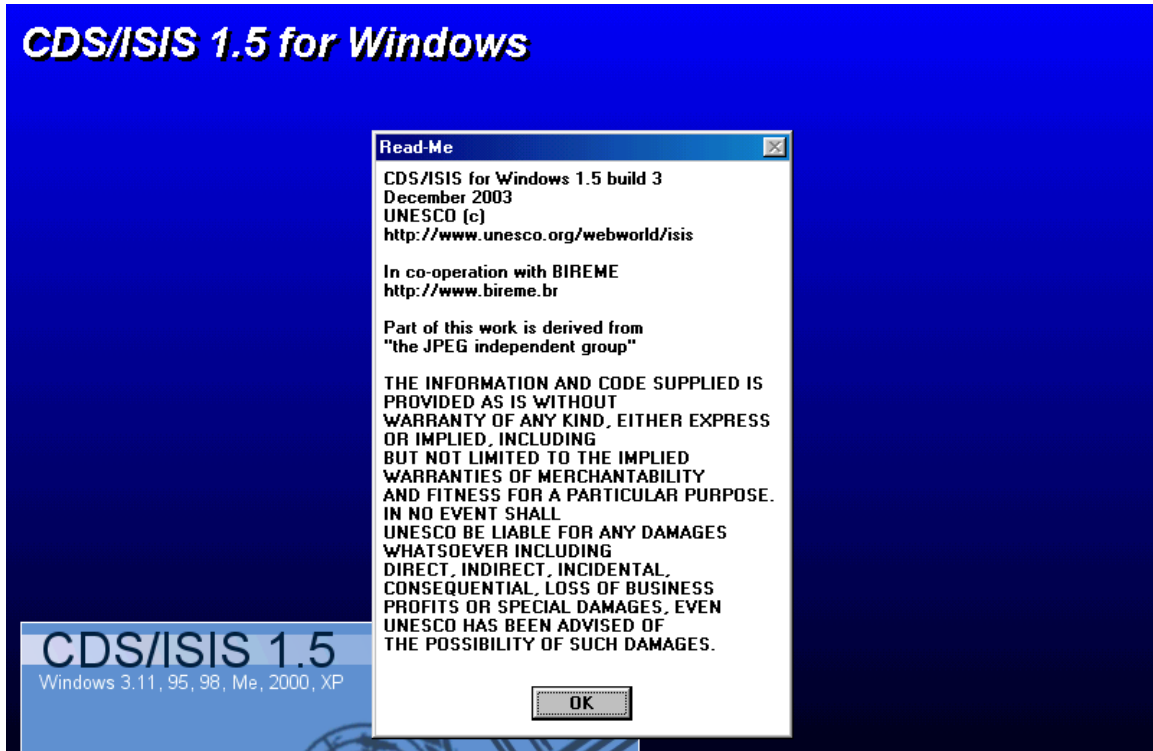 CDS/ISIS 1.5 for Windows
Read-Me
CDS/ISIS for Windows 1.5 build 3
December 2003
UNESCO (c)
http://www.unesco.org/webworld/isis
In co-operation with BIREME
http://www.bireme.br
Part of this work is derived from
"the JPEG independent group"
THE INFORMATION AND CODE SUPPLIED IS
PROVIDED AS IS WITHOUT
WARRANTY OF ANY KIND, EITHER EXPRESS
OR IMPLIED, INCLUDING
BUT NOT LIMITED TO THE IMPLIED
WARRANTIES OF MERCHANTABILITY
AND FITNESS FOR A PARTICULAR PURPOSE.
IN NO EVENT SHALL
UNESCO BE LIABLE FOR ANY DAMAGES
WHATSOEVER INCLUDING
DIRECT, INDIRECT, INCIDENTAL,
CONSEQUENTIAL, LOSS OF BUSINESS
PROFITS OR SPECIAL DAMAGES, EVEN
UNESCO HAS BEEN ADVISED OF
THE POSSIBILITY OF SUCH DAMAGES.
OK
CDS/ISIS 1.5
Windows 3.11, 95, 98, Me, 2000, XP